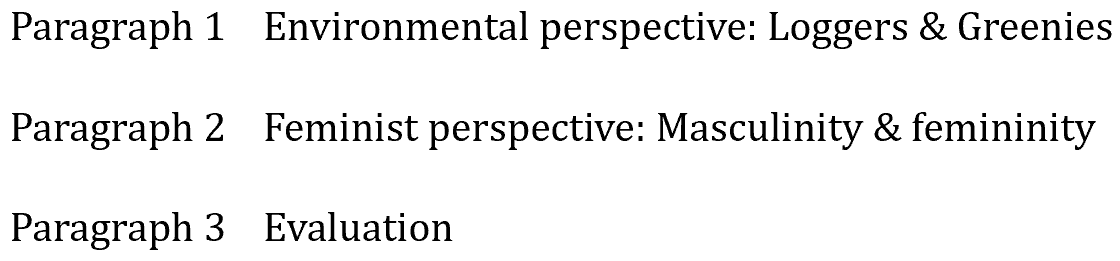 Paragraph 1 Environmental perspective: Loggers & Greenies
Paragraph 2 Feminist perspective: Masculinity & femininity
Paragraph 3 Evaluation